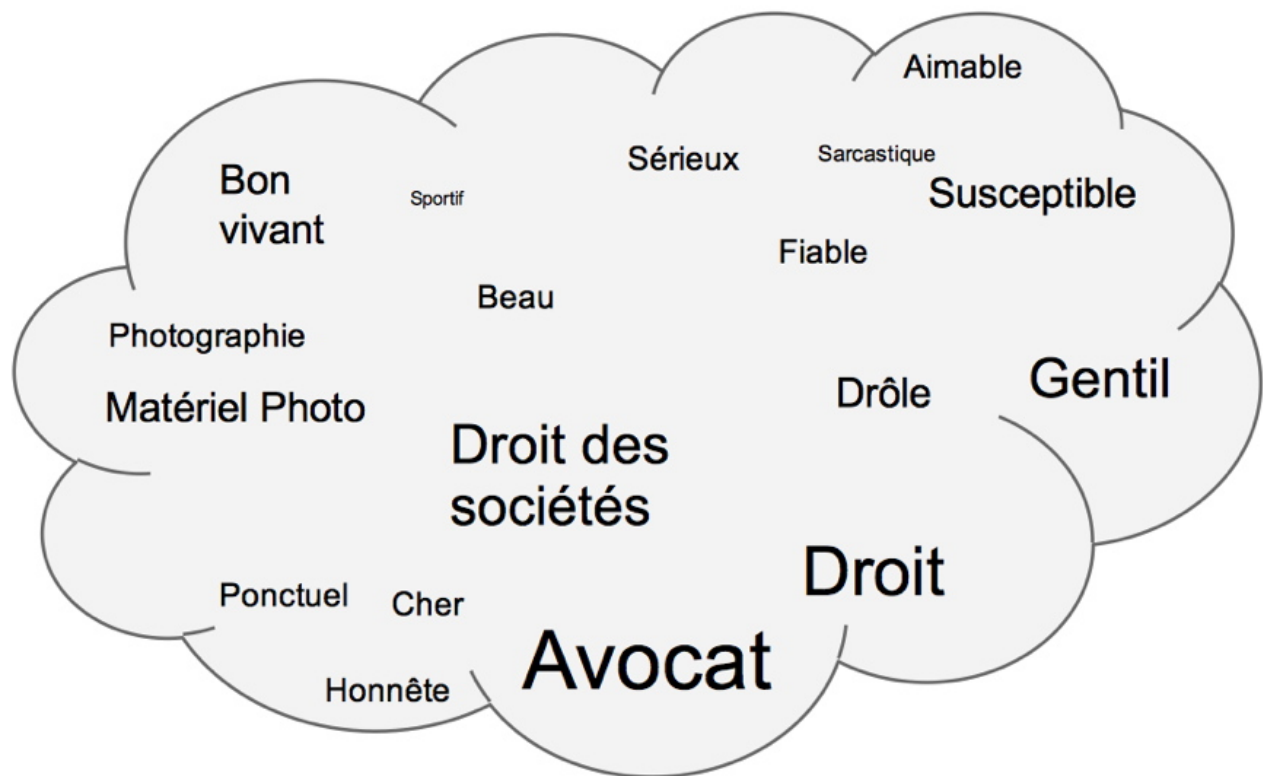 Aimable
Sérieux
Sarcastique
Bon
vivant
Sportif
Susceptible
Fiable
Beau
Photographie
Matériel Photo
Drôle
Gentil
Droit des
sociétés
Droit
Ponctuel
Cher
Avocat
Honnête